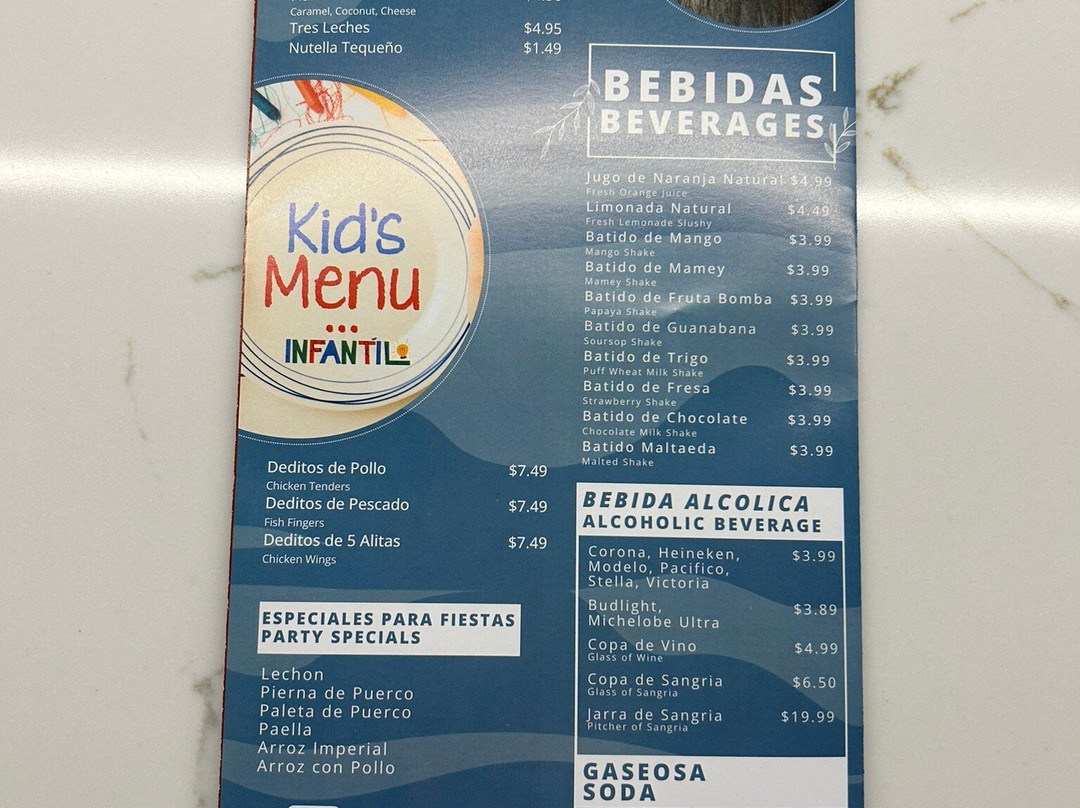 Caramel, Coconut, Cheese
Tres Leches $4.95
Nutella Tequeño $1.49
Kid's
Menu
INFANTÍL
Deditos de Pollo $7.49
Chicken Tenders
Deditos de Pescado $7.49
Fish Fingers
Deditos de 5 Alitas $7.49
Chicken Wings
ESPECIALES PARA FIESTAS
PARTY SPECIALS
Lechon
Pierna de Puerco
Paleta de Puerco
Paella
Arroz Imperial
Arroz con Pollo
BEBIDAS
BEVERAGES
Jugo de Naranja Natural $4.99
Fresh Orange Juice
Limonada Natural $4.49
Fresh Lemonade Slushy
Batido de Mango $3.99
Mango Shake
Batido de Mamey $3.99
Mamey Shake
Batido de Fruta Bomba $3.99
Papaya Shake
Batido de Guanabana $3.99
Soursop Shake
Batido de Trigo $3.99
Puff Wheat Milk Shake
Batido de Fresa $3.99
Strawberry Shake
Batido de Chocolate $3.99
Chocolate Milk Shake
Batido Maltaeda $3.99
Malted Shake
BEBIDA ALCOLICA
ALCOHOLIC BEVERAGE
Corona, Heineken, $3.99
Modelo, Pacifico,
Stella, Victoria
Budlight, $3.89
Michelobe Ultra
Copa de Vino $4.99
Glass of Wine
Copa de Sangria $6.50
Glass of Sangria
Jarra de Sangria $19.99
Pitcher of Sangria
GASEOSA
SODA